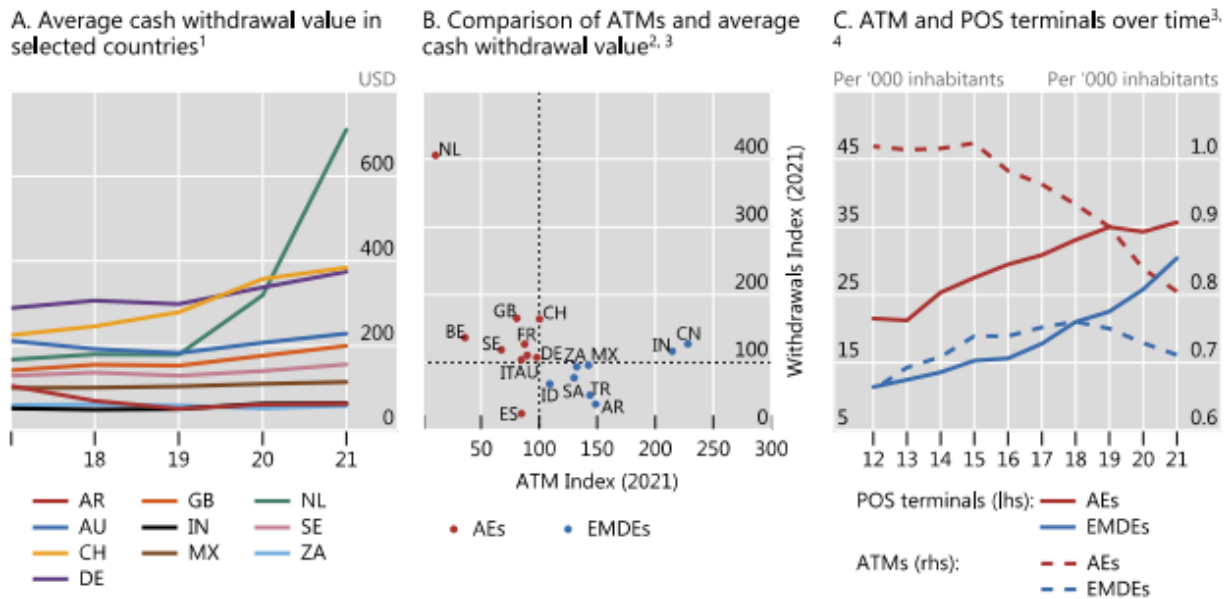 A. Average cash withdrawal value in
selected countries1
USD
600
400
200
0
18 19 20 21
AR GB NL
AU IN SE
CH MX ZA
DE
B. Comparison of ATMs and average
cash withdrawal value2, 3
NL
400
300
200
100
0
GB CH
BE SE FR
DE
ITAU
ES
ZA MX
IN CN
ID SA TR
AR
Withdrawals Index (2021)
50 100 150 200 250 300
ATM Index (2021)
AEs EMDEs
C. ATM and POS terminals over time3,
4
Per '000 inhabitants Per '000 inhabitants
45 1.0
35 0.9
25 0.8
15 0.7
5 0.6
12 13 14 15 16 17 18 19 20 21
POS terminals (lhs): AEs
EMDEs
ATMs (rhs): AEs
EMDEs